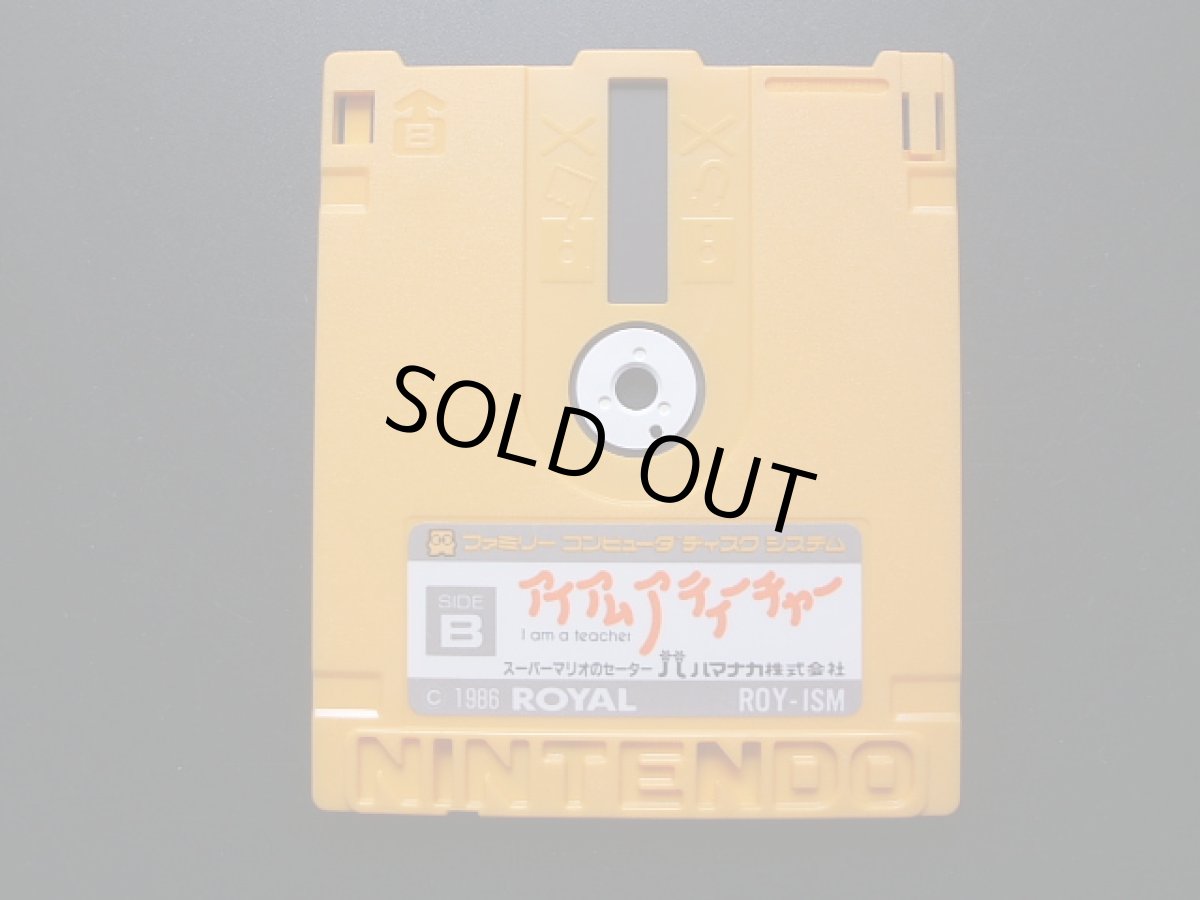 B
SOLD OUT
ファミリーコンピュータ ディスク システム
SIDE
B
アイアムアティーチャー
I am a teacher
スーパーマリオのセーター ハマナカ株式会社
© 1986 ROYAL ROY-ISM
NINTENDO